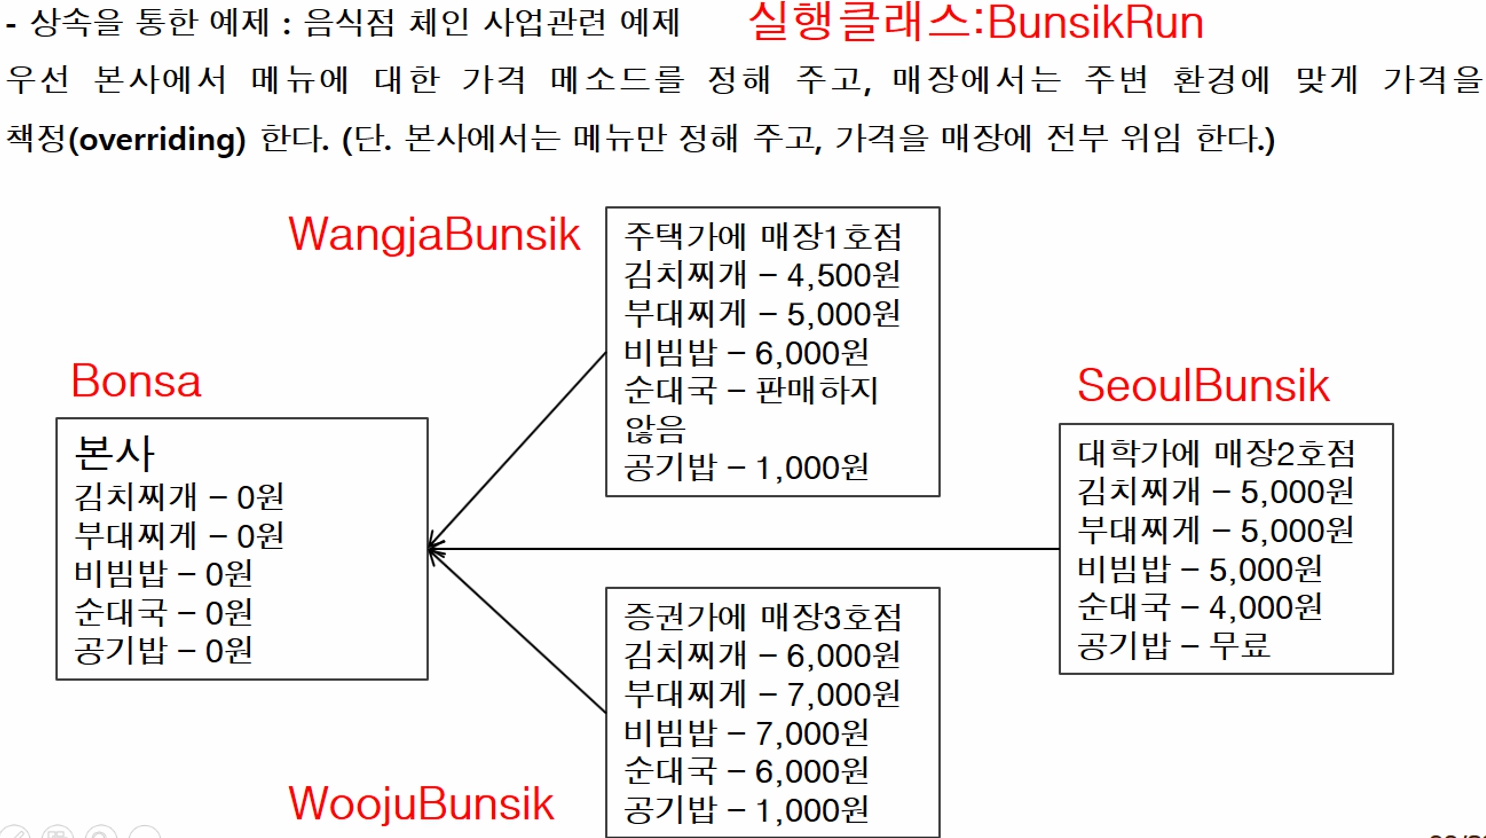 - 상속을 통한 예제 : 음식점 체인 사업관련 예제 실행클래스:BunsikRun
우선 본사에서 메뉴에 대한 가격 메소드를 정해 주고, 매장에서는 주변 환경에 맞게 가격을
책정(overriding) 한다. (단. 본사에서는 메뉴만 정해 주고, 가격을 매장에 전부 위임 한다.)
WangjaBunsik
주택가에 매장1호점
김치찌개 – 4,500원
부대찌게 – 5,000원
비빔밥 – 6,000원
순대국 – 판매하지
않음
공기밥 – 1,000원
Bonsa
본사
김치찌개 – 0원
부대찌게 – 0원
비빔밥 – 0원
순대국 – 0원
공기밥 – 0원
SeoulBunsik
대학가에 매장2호점
김치찌개 – 5,000원
부대찌게 – 5,000원
비빔밥 – 5,000원
순대국 – 4,000원
공기밥 – 무료
WoojuBunsik
증권가에 매장3호점
김치찌개 – 6,000원
부대찌게 – 7,000원
비빔밥 – 7,000원
순대국 – 6,000원
공기밥 – 1,000원